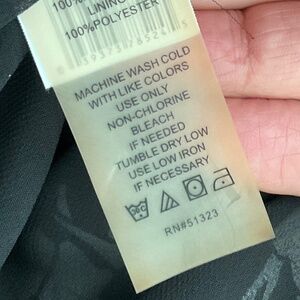 100%
LINING
100%POLYESTER
MACHINE WASH COLD
WITH LIKE COLORS
USE ONLY
NON-CHLORINE
BLEACH
IF NEEDED
TUMBLE DRY LOW
USE LOW IRON
IF NECESSARY
RN#51323